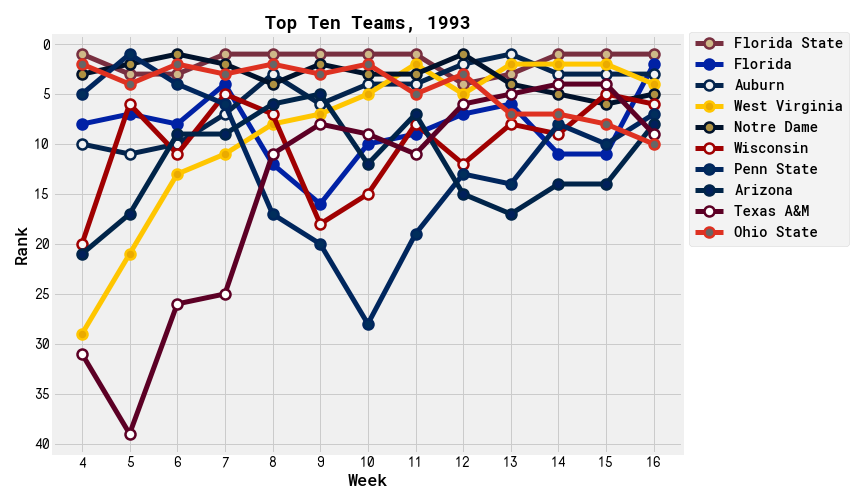 Top Ten Teams, 1993
Rank
0
5
10
15
20
25
30
35
40
4 5 6 7 8 9 10 11 12 13 14 15 16
Week
Florida State
Florida
Auburn
West Virginia
Notre Dame
Wisconsin
Penn State
Arizona
Texas A&M
Ohio State